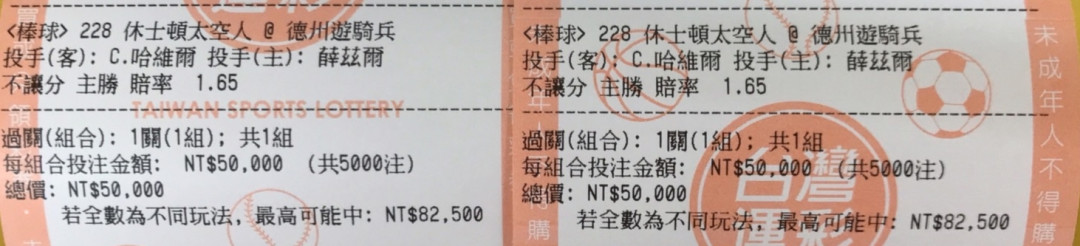 <棒球> 228 休士頓太空人 @ 德州遊騎兵
投手(客): C.哈維爾 投手(主): 薛茲爾
不讓分 主勝 賠率 1.65
TAIWAN SPORTS LOTTERY
過關(組合): 1關(1組); 共1組
每組合投注金額: NT$50,000 (共5000注)
總價: NT$50,000
若全數為不同玩法, 最高可能中: NT$82,500
<棒球> 228 休士頓太空人 @ 德州遊騎兵
投手(客): C.哈維爾 投手(主): 薛茲爾
不讓分 主勝 賠率 1.65
過關(組合): 1關(1組); 共1組
每組合投注金額: NT$50,000 (共5000注)
總價: NT$50,000
若全數為不同玩法, 最高可能中: NT$82,500
台灣
運彩
未成年人不得購